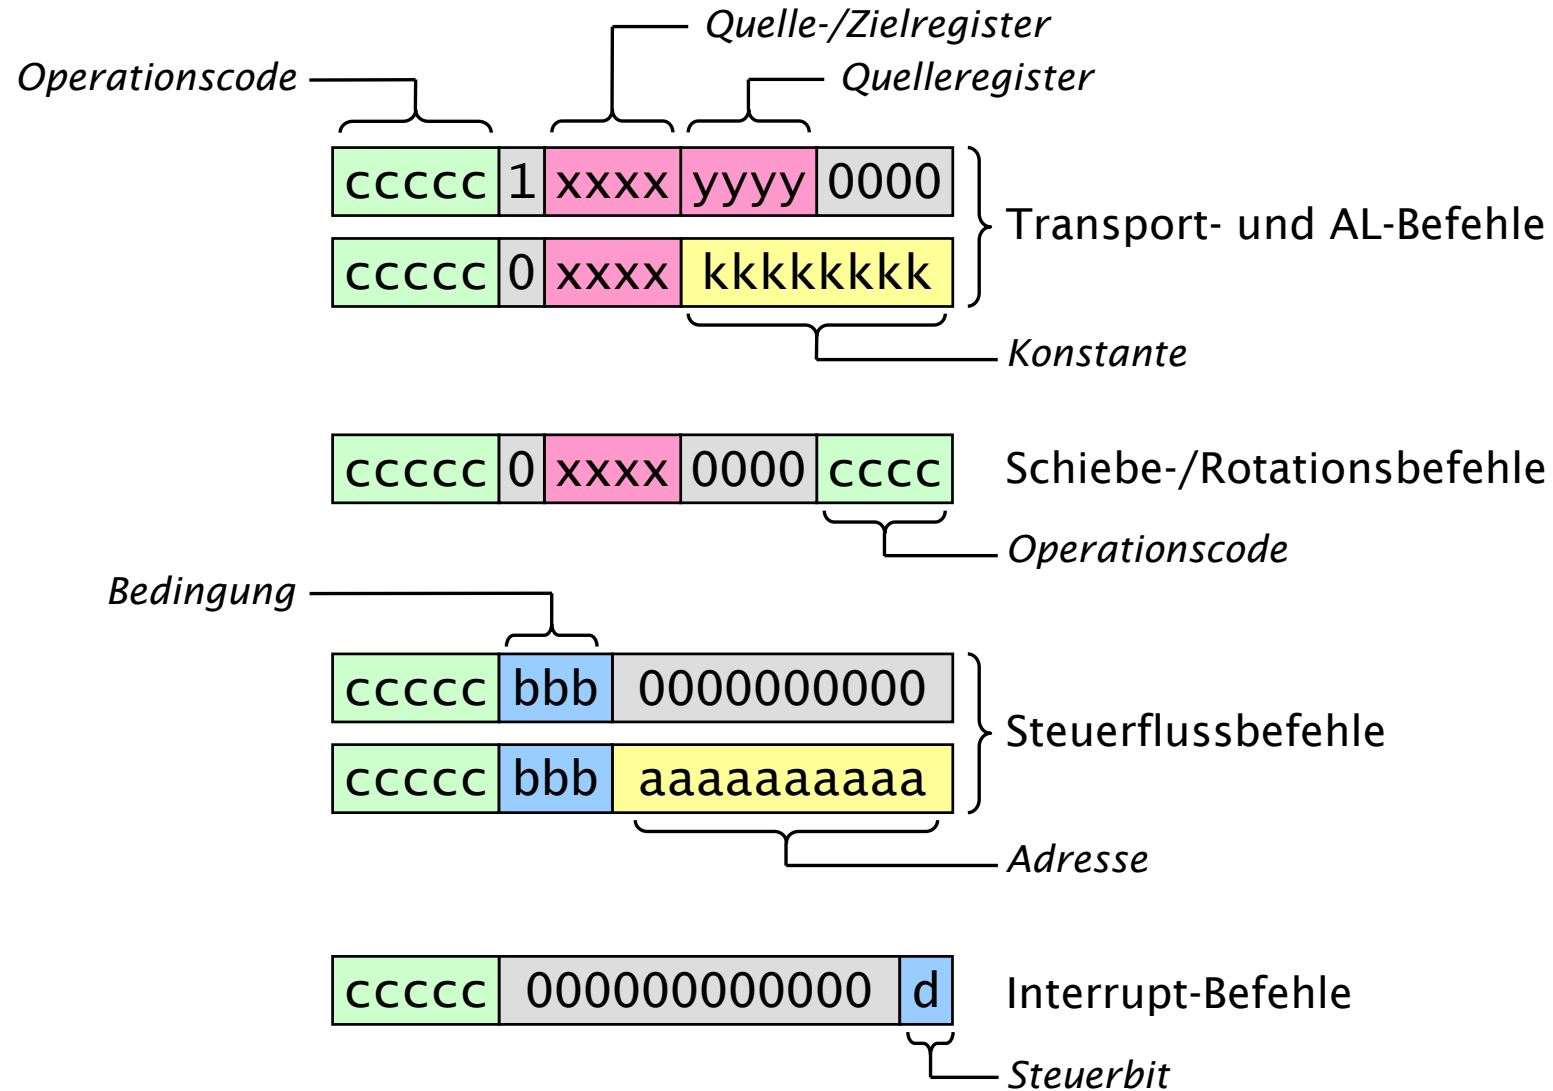 Quelle-/Zielregister
Operationscode
Quelleregister
ccccc 1 xxxx yyyy 0000
Transport- und AL-Befehle
ccccc 0 xxxx kkkkkkkk
Konstante
ccccc 0 xxxx 0000 cccc
Schiebe-/Rotationsbefehle
Operationscode
Bedingung
ccccc bbb 0000000000
Steuerflussbefehle
ccccc bbb aaaaaaaaaa
Adresse
ccccc 000000000000 d
Interrupt-Befehle
Steuerbit